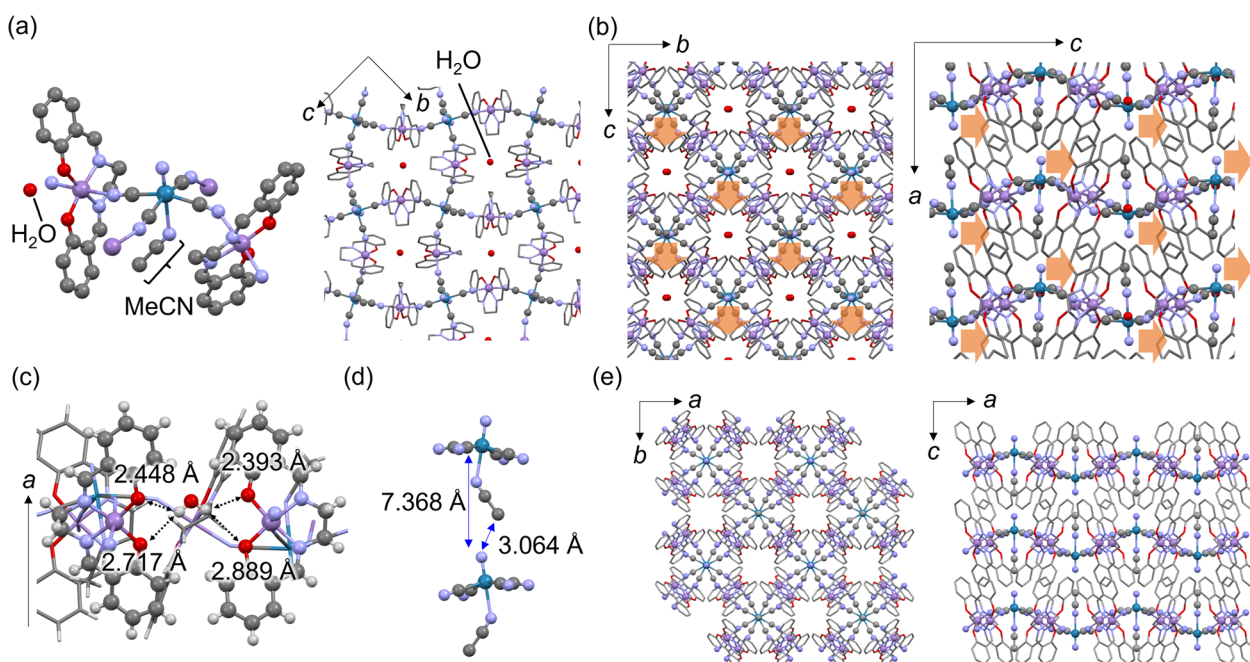 (a)
H₂O
c
b
H₂O
MeCN
(b)
b
c
c
a
(c)
a
2.448 Å
2.393 Å
2.717 Å
2.889 Å
(d)
7.368 Å
3.064 Å
(e)
a
b
a
c